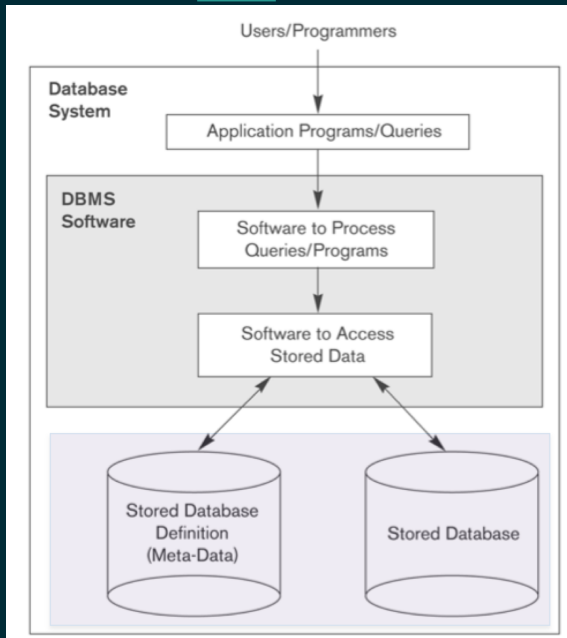 Users/Programmers
Database
System
Application Programs/Queries
DBMS
Software
Software to Process
Queries/Programs
Software to Access
Stored Data
Stored Database
Definition
(Meta-Data)
Stored Database